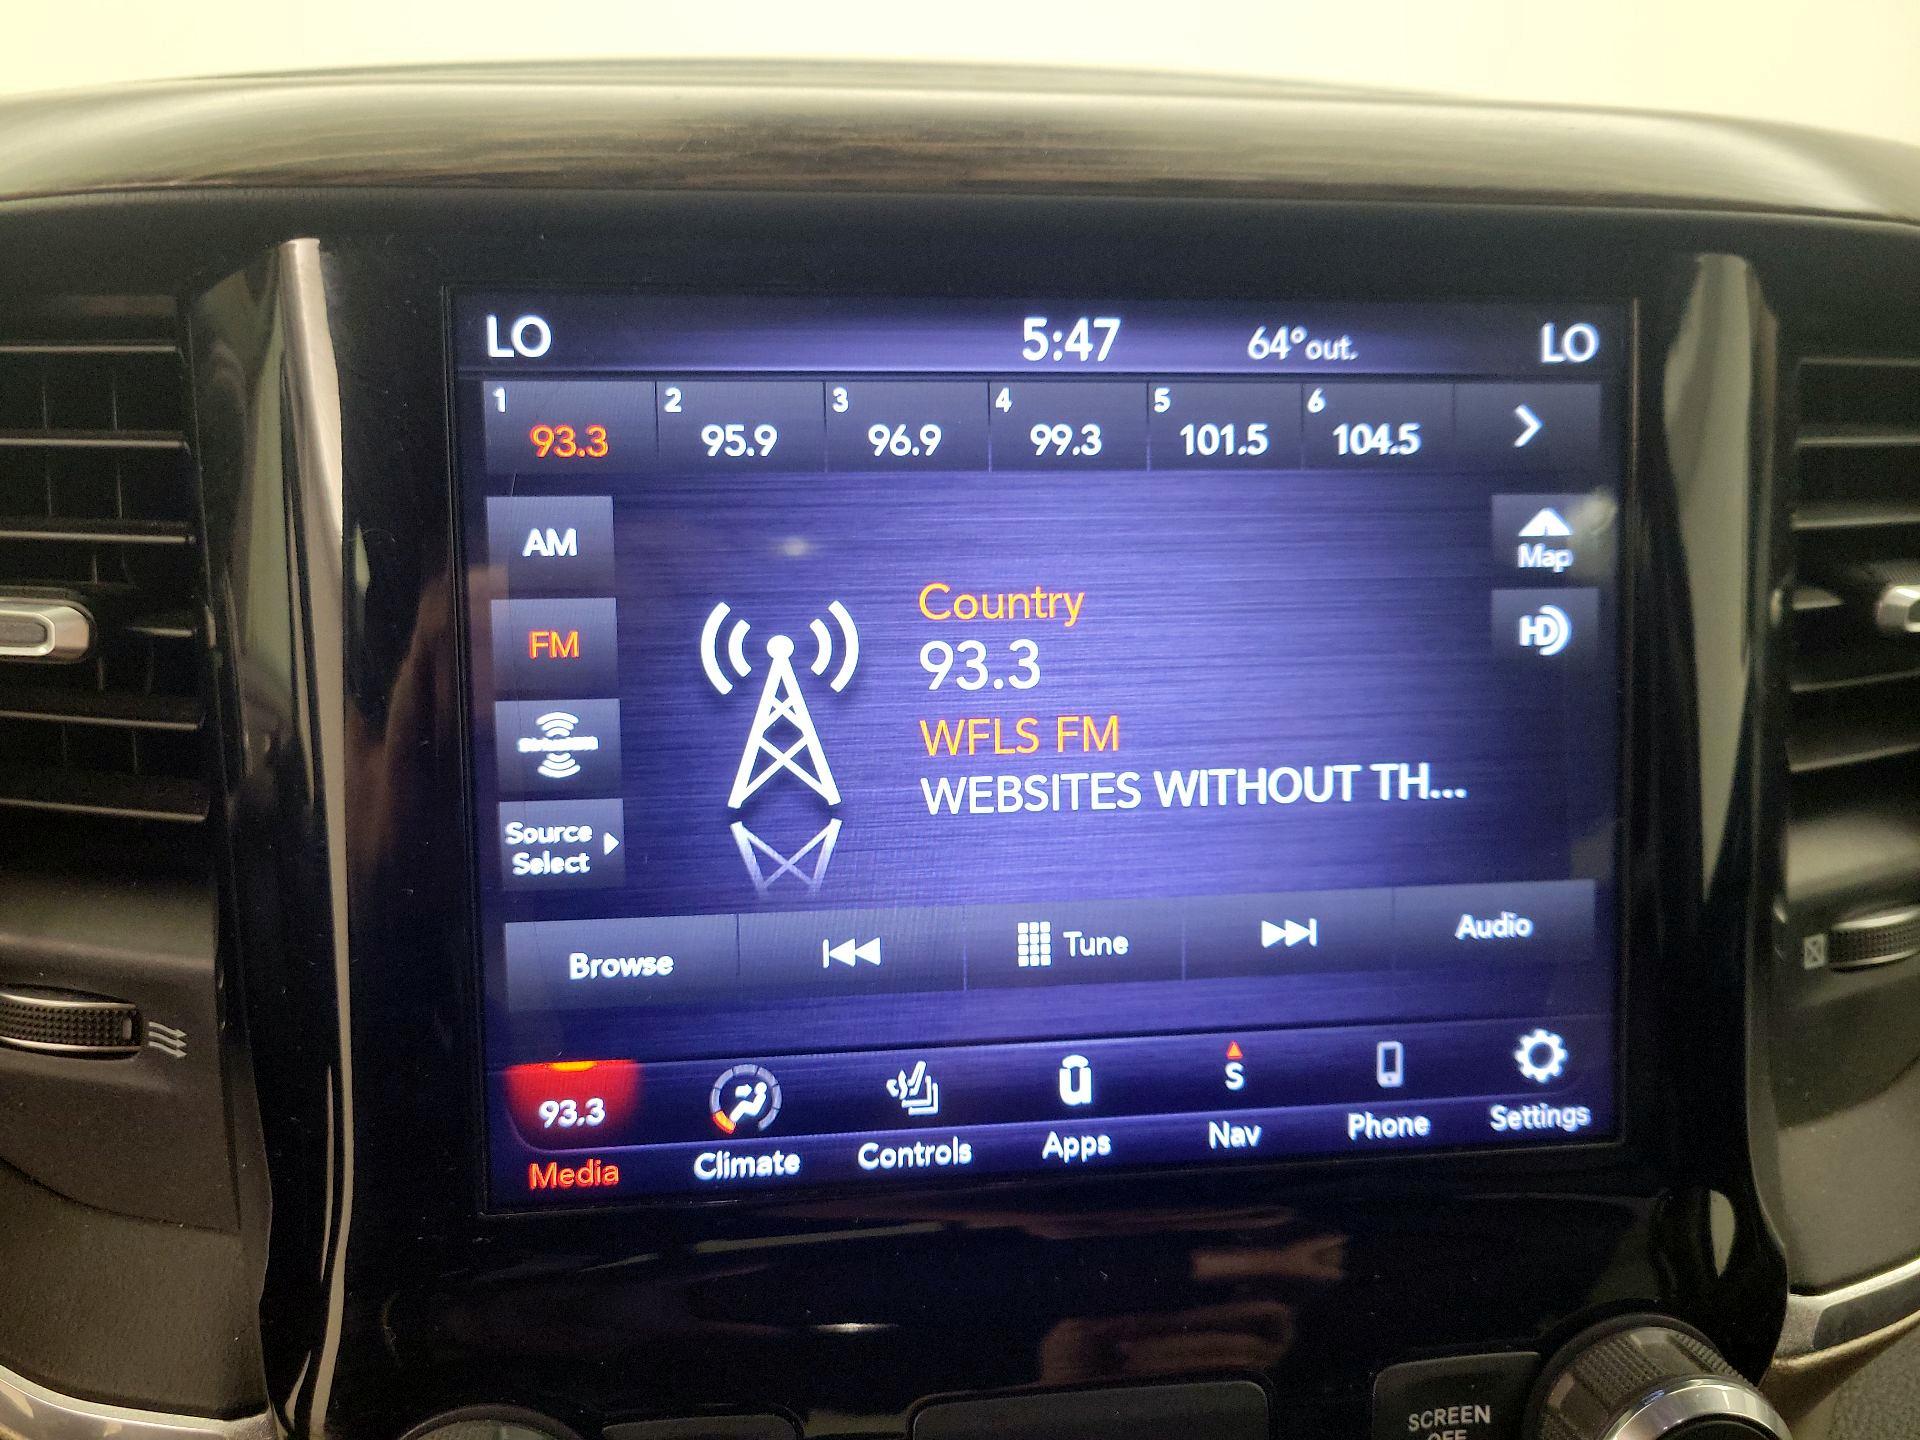 LO 5:47 64°out. LO
1 2 3 4 5 6
93.3 95.9 96.9 99.3 101.5 104.5
AM
Map
FM
HD
Country
93.3
WFLS FM
WEBSITES WITHOUT TH...
Source
Select
Browse Tune Audio
93.3 u S
Media Climate Controls Apps Nav Phone Settings
SCREEN
OFF